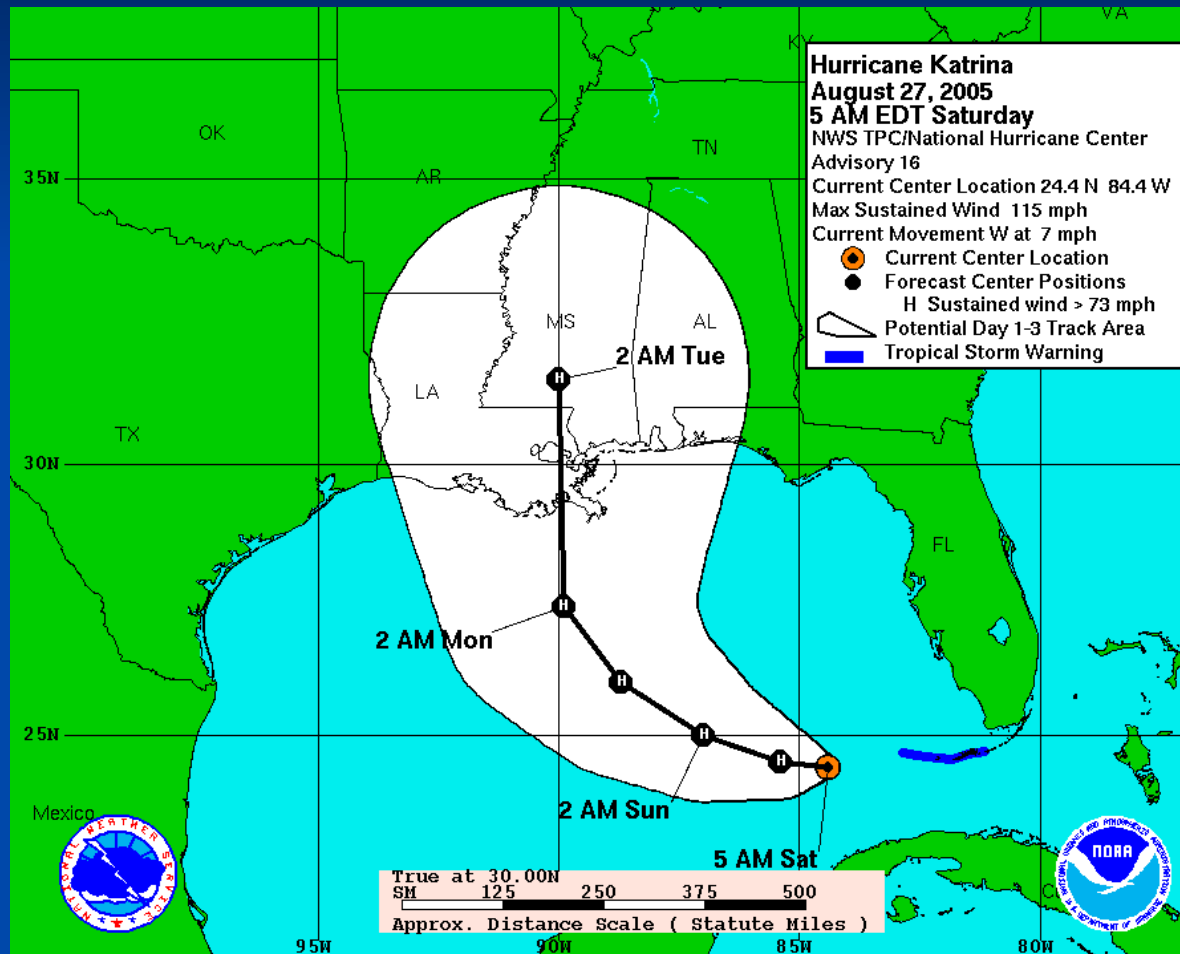 VA
KY
Hurricane Katrina
August 27, 2005
5 AM EDT Saturday
NWS TPC/National Hurricane Center
Advisory 16
Current Center Location 24.4 N 84.4 W
Max Sustained Wind 115 mph
Current Movement W at 7 mph
Current Center Location
Forecast Center Positions
H Sustained wind > 73 mph
Potential Day 1-3 Track Area
Tropical Storm Warning
OK
TN
35N
AR
MS
AL
2 AM Tue
H
LA
TX
30N
FL
H
2 AM Mon
H
25N
H
H
2 AM Sun
Mexico
5 AM Sat
NATIONAL WEATHER SERVICE
NOAA
True at 30.00N
SM 125 250 375 500
Approx. Distance Scale ( Statute Miles )
95W 90W 85W 80W